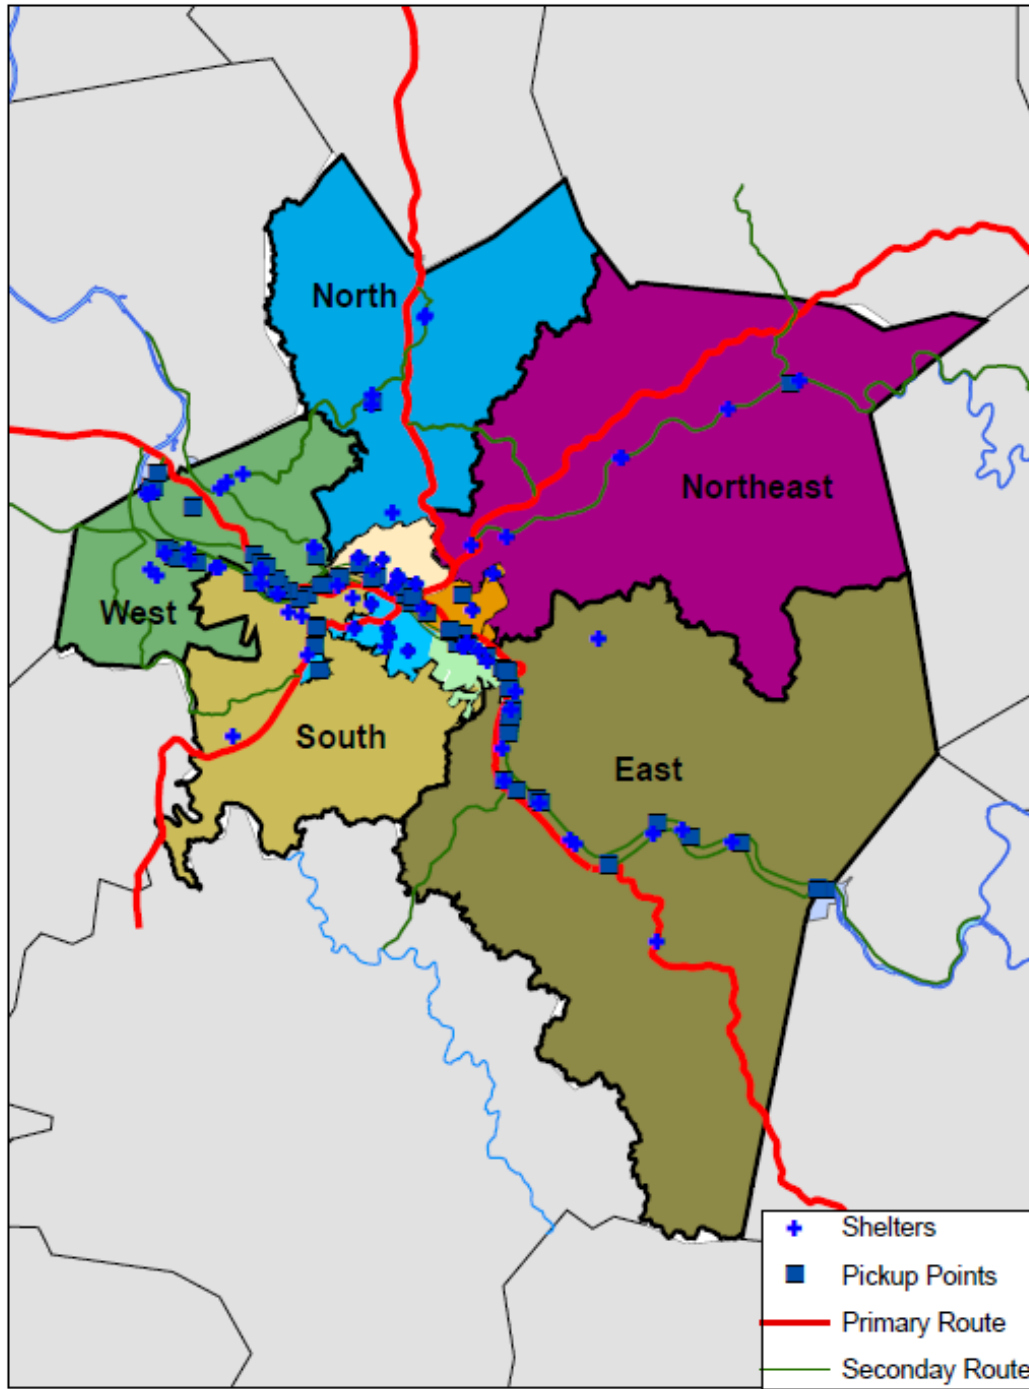 North
Northeast
West
South
East
Shelters
Pickup Points
Primary Route
Seconday Route